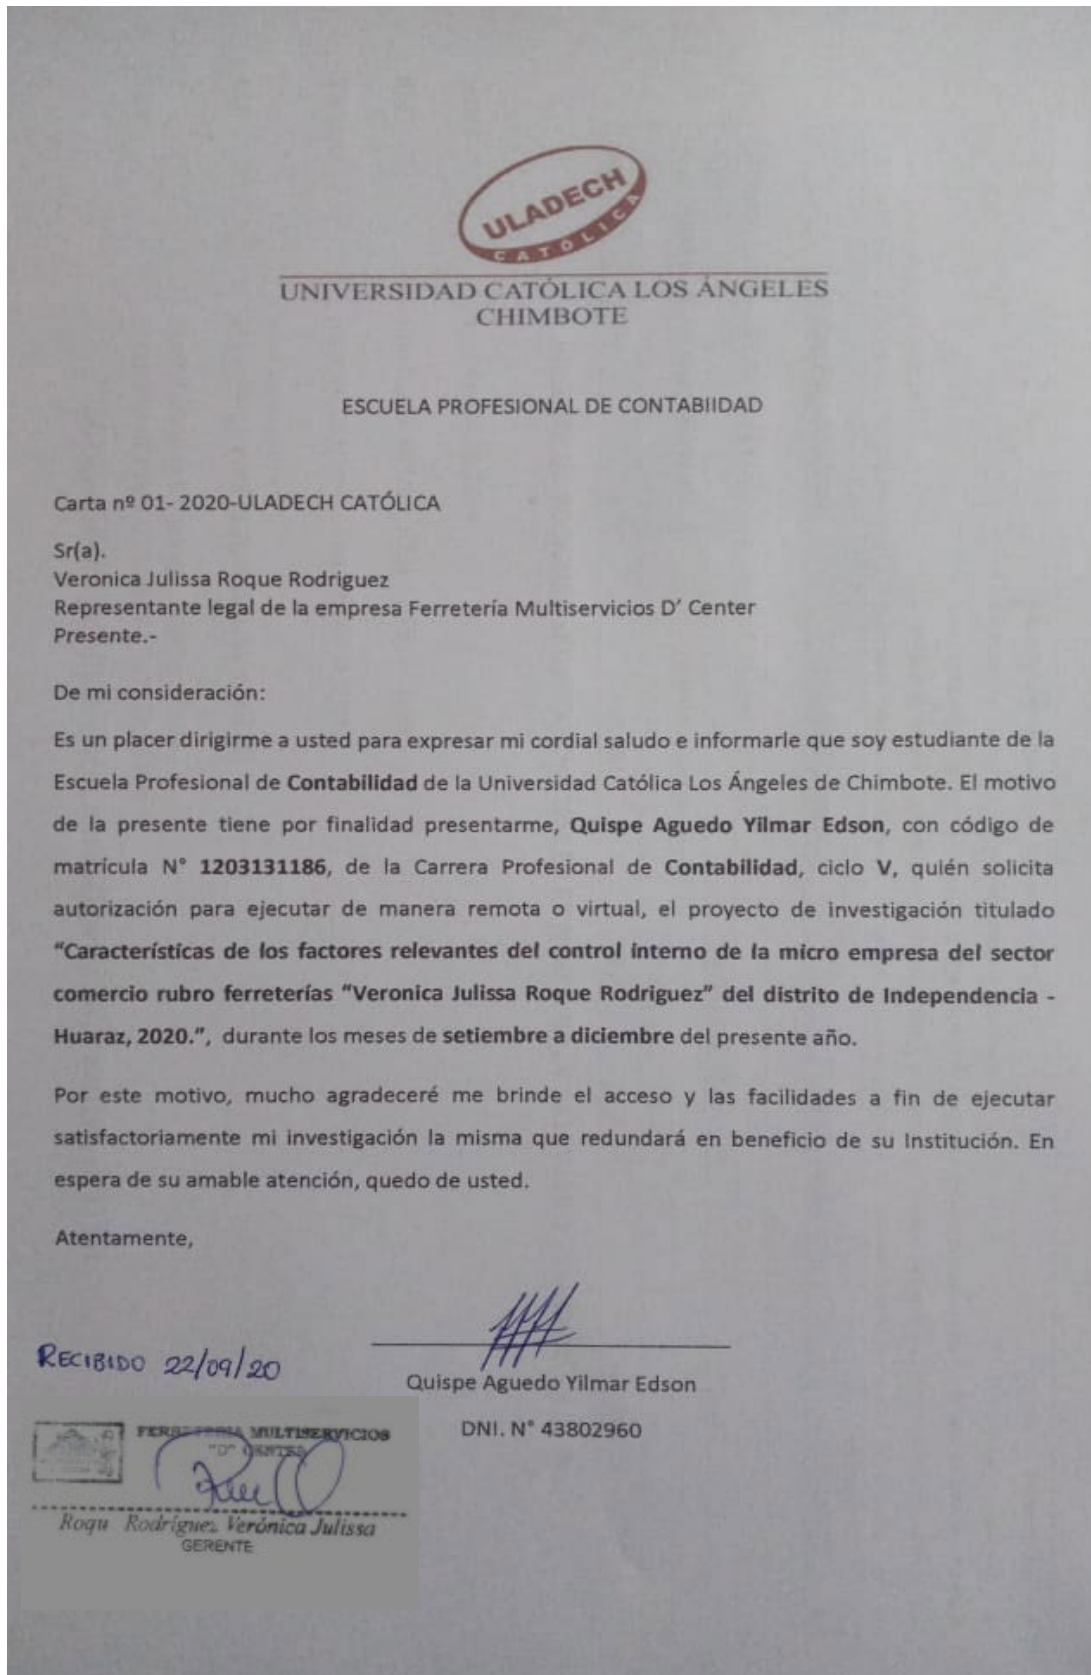 ULADECH
CATÓLICA
UNIVERSIDAD CATÓLICA LOS ÁNGELES
CHIMBOTE
ESCUELA PROFESIONAL DE CONTABIIDAD
Carta nº 01- 2020-ULADECH CATÓLICA
Sr(a).
Veronica Julissa Roque Rodriguez
Representante legal de la empresa Ferretería Multiservicios D´ Center
Presente.-
De mi consideración:
Es un placer dirigirme a usted para expresar mi cordial saludo e informarle que soy estudiante de la
Escuela Profesional de Contabilidad de la Universidad Católica Los Ángeles de Chimbote. El motivo
de la presente tiene por finalidad presentarme, Quispe Aguedo Yilmar Edson, con código de
matrícula N° 1203131186, de la Carrera Profesional de Contabilidad, ciclo V, quién solicita
autorización para ejecutar de manera remota o virtual, el proyecto de investigación titulado
“Características de los factores relevantes del control interno de la micro empresa del sector
comercio rubro ferreterías “Veronica Julissa Roque Rodriguez” del distrito de Independencia -
Huaraz, 2020.”, durante los meses de setiembre a diciembre del presente año.
Por este motivo, mucho agradeceré me brinde el acceso y las facilidades a fin de ejecutar
satisfactoriamente mi investigación la misma que redundará en beneficio de su Institución. En
espera de su amable atención, quedo de usted.
Atentamente,
RECIBIDO 22/09/20
Quispe Aguedo Yilmar Edson
DNI. N° 43802960
FERRETERIA MULTISERVICIOS
"D" CENTER
Roqu Rodríguez Verónica Julissa
GERENTE